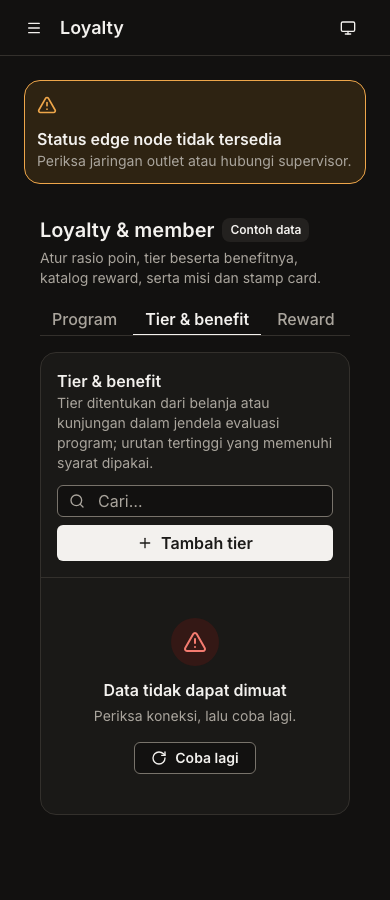 Loyalty
Status edge node tidak tersedia
Periksa jaringan outlet atau hubungi supervisor.
Loyalty & member
Contoh data
Atur rasio poin, tier beserta benefitnya,
katalog reward, serta misi dan stamp card.
Program
Tier & benefit
Reward
Tier & benefit
Tier ditentukan dari belanja atau
kunjungan dalam jendela evaluasi
program; urutan tertinggi yang memenuhi
syarat dipakai.
Cari...
Tambah tier
Data tidak dapat dimuat
Periksa koneksi, lalu coba lagi.
Coba lagi